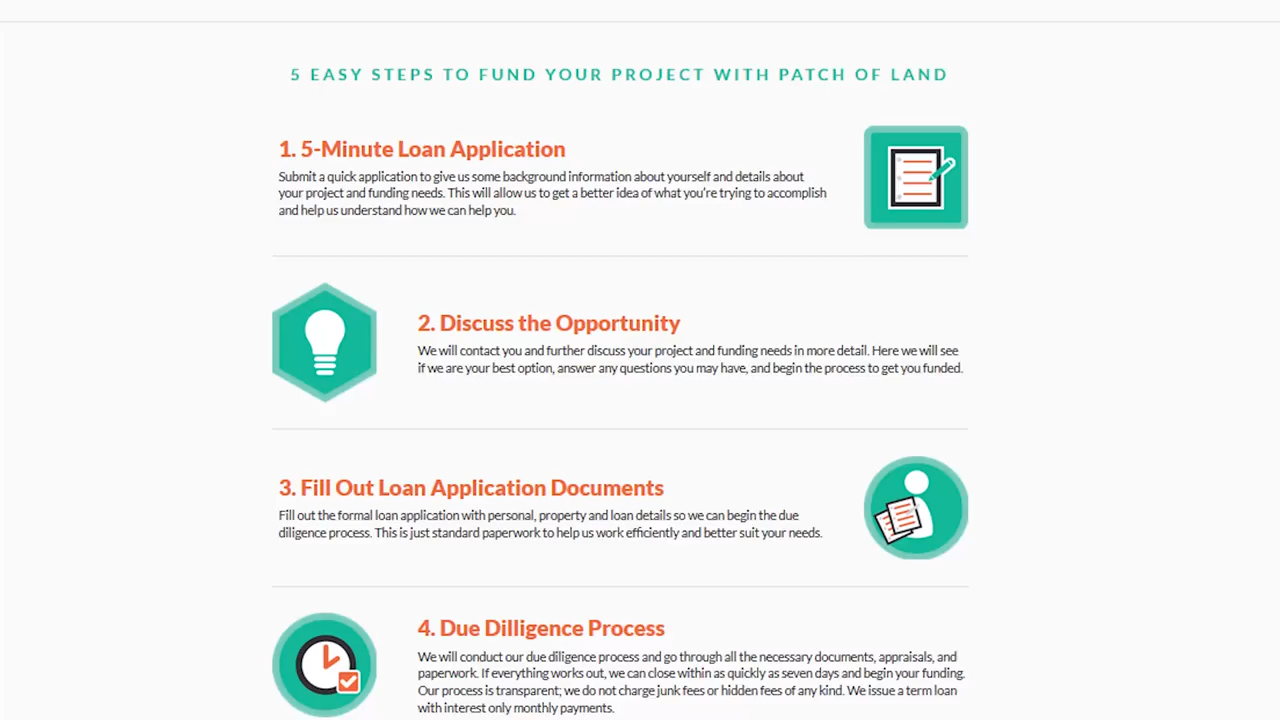 5 EASY STEPS TO FUND YOUR PROJECT WITH PATCH OF LAND
1. 5-Minute Loan Application
Submit a quick application to give us some background information about yourself and details about
your project and funding needs. This will allow us to get a better idea of what you're trying to accomplish
and help us understand how we can help you.
2. Discuss the Opportunity
We will contact you and further discuss your project and funding needs in more detail. Here we will see
if we are your best option, answer any questions you may have, and begin the process to get you funded.
3. Fill Out Loan Application Documents
Fill out the formal loan application with personal, property and loan details so we can begin the due
diligence process. This is just standard paperwork to help us work efficiently and better suit your needs.
4. Due Dilligence Process
We will conduct our due diligence process and go through all the necessary documents, appraisals, and
paperwork. If everything works out, we can close within as quickly as seven days and begin your funding.
Our process is transparent; we do not charge junk fees or hidden fees of any kind. We issue a term loan
with interest only monthly payments.